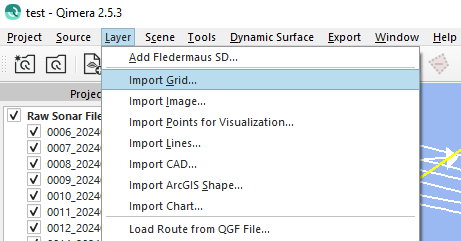 test - Qimera 2.5.3
Project Source Layer Scene Tools Dynamic Surface Export Window Help
Add Fledermaus SD...
Import Grid...
Import Image...
Import Points for Visualization...
Import Lines...
Import CAD...
Import ArcGIS Shape...
Import Chart...
Load Route from QGF File...
Projec
Raw Sonar File
0006_2024
0007_2024
0008_2024
0009_2024
0010_2024
0011_2024
0012_2024